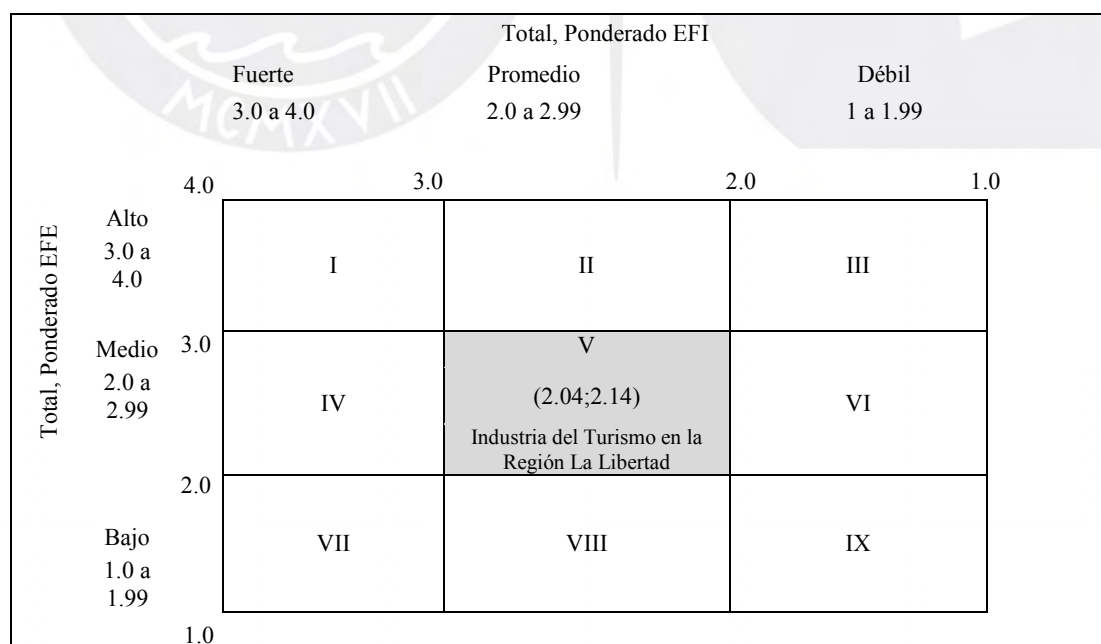 MCMXVII
Total, Ponderado EFI
Fuerte Promedio Débil
3.0 a 4.0 2.0 a 2.99 1 a 1.99
4.0 3.0 2.0 1.0
Total, Ponderado EFE
Alto
3.0 a
4.0
I II III
3.0
Medio
2.0 a
2.99
IV
V
(2.04;2.14)
Industria del Turismo en la
Región La Libertad
VI
2.0
Bajo
1.0 a
1.99
VII VIII IX
1.0